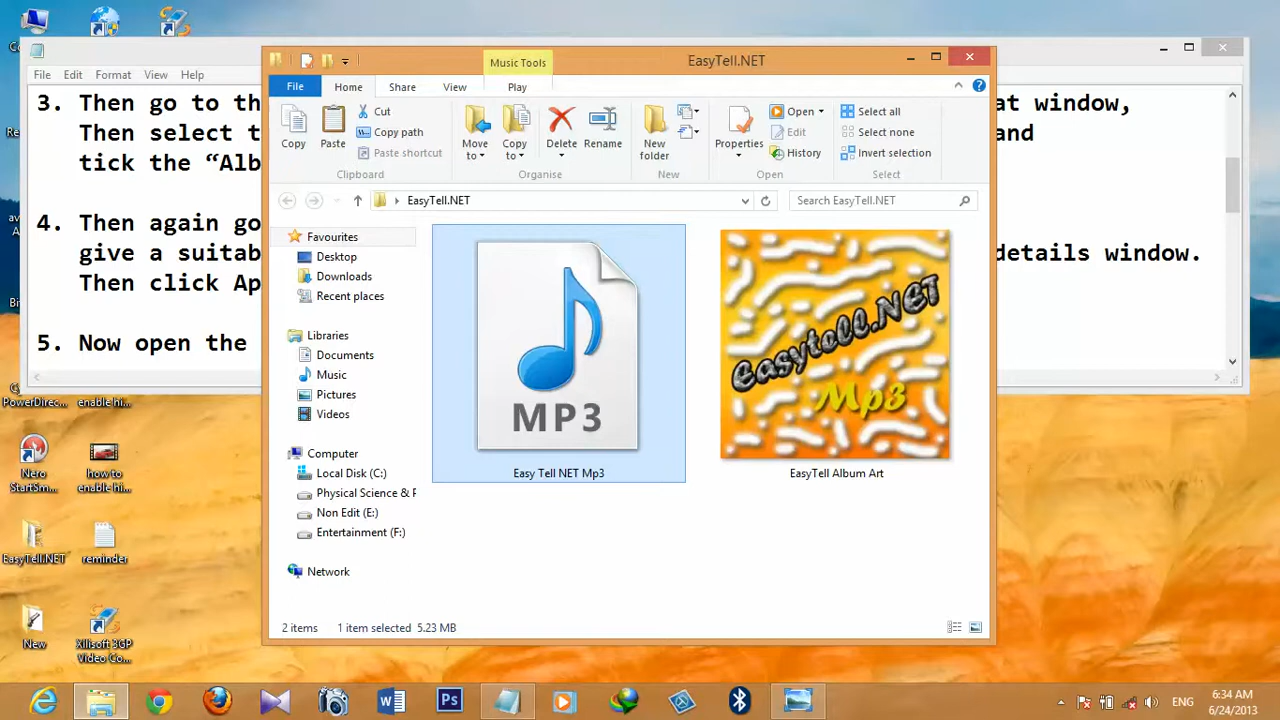 File Edit Format View Help
3. Then go to th
at window,
Then select t
and
tick the “Alb
4. Then again go
give a suitab
details window.
Then click Ap
5. Now open the
Music Tools
EasyTell.NET
File Home Share View Play
Copy
Paste
Cut
Copy path
Paste shortcut
Clipboard
Move to
Copy to
Delete
Rename
Organise
New folder
New
Properties
Open
Edit
History
Open
Select all
Select none
Invert selection
Select
EasyTell.NET
Search EasyTell.NET
Favourites
Desktop
Downloads
Recent places
Libraries
Documents
Music
Pictures
Videos
Computer
Local Disk (C:)
Physical Science & F
Non Edit (E:)
Entertainment (F:)
Network
MP3
Easy Tell NET Mp3
Easytell.NET
Mp3
EasyTell Album Art
2 items 1 item selected 5.23 MB
PowerDirec...
enable hi...
Nero
StartSm...
how to
enable hi...
EasyTell.NET
reminder
New
Xilisoft 3GP
Video Co...
Ps
ENG
6:34 AM
6/24/2013